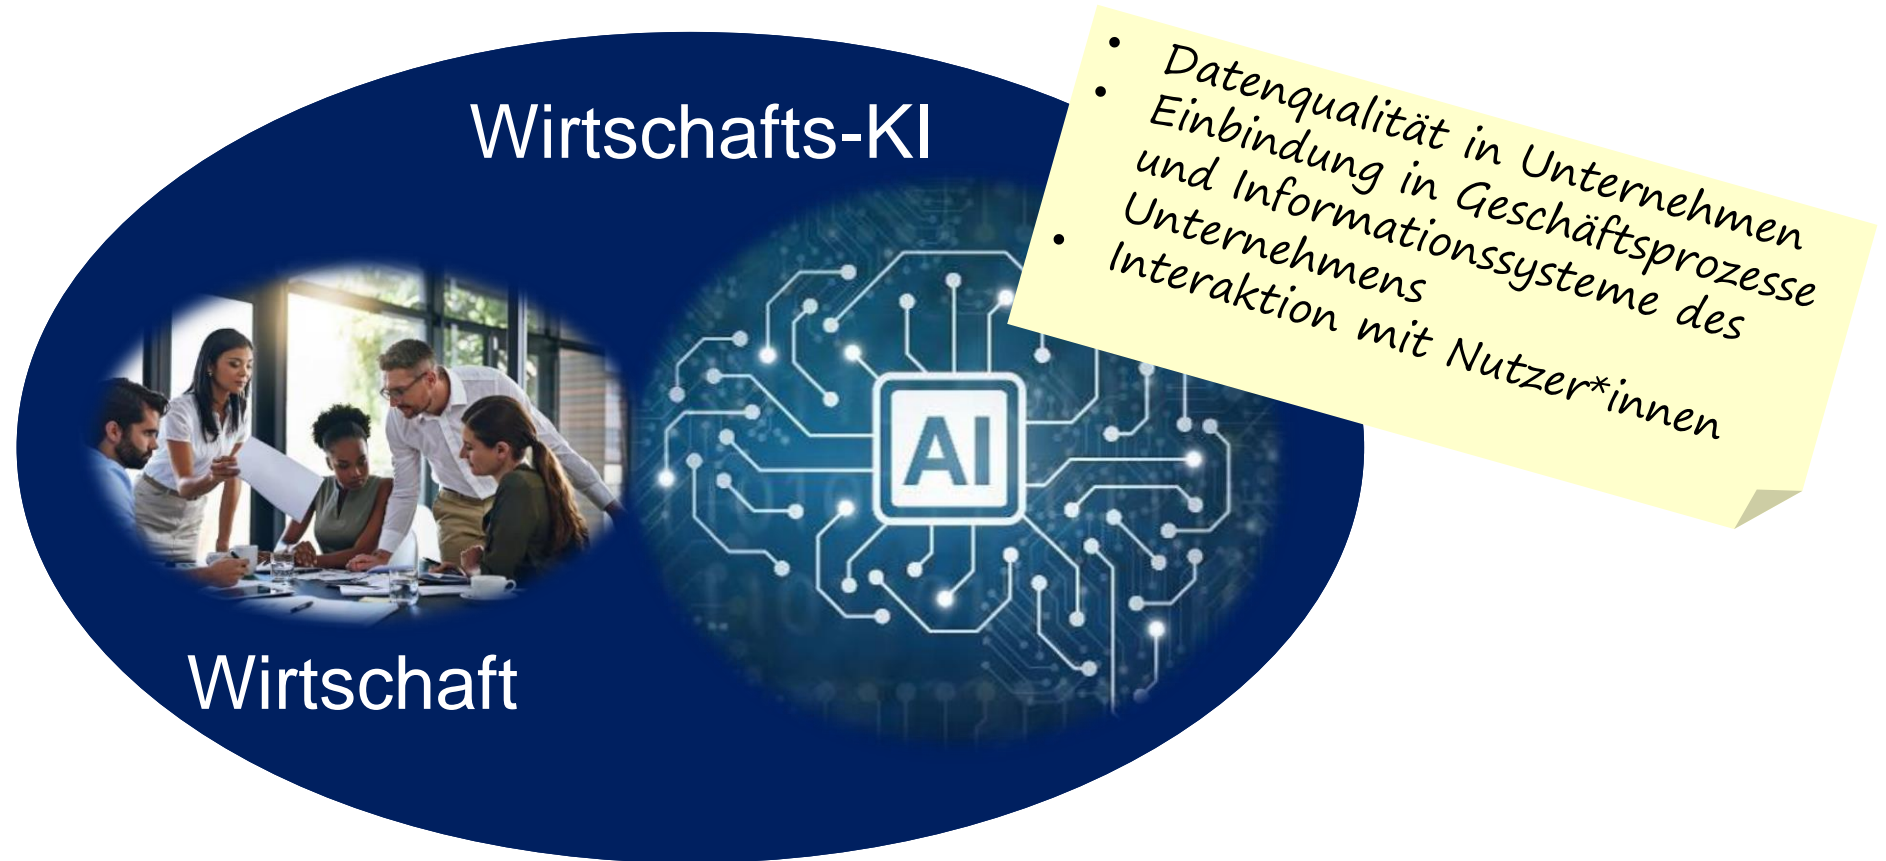 Wirtschafts-KI
• Datenqualität in Unternehmen
• Einbindung in Geschäftsprozesse
und Informationssysteme des
Unternehmens
• Interaktion mit Nutzer*innen
AI
Wirtschaft